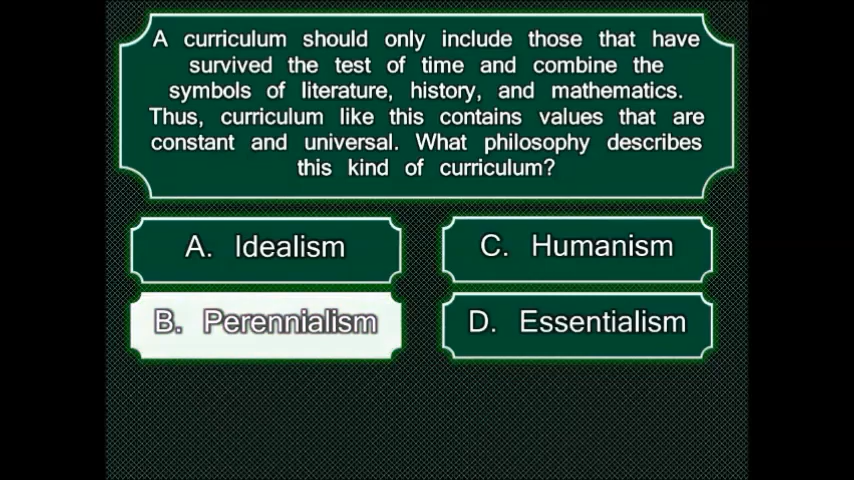 A curriculum should only include those that have
survived the test of time and combine the
symbols of literature, history, and mathematics.
Thus, curriculum like this contains values that are
constant and universal. What philosophy describes
this kind of curriculum?
A. Idealism
B. Perennialism
C. Humanism
D. Essentialism